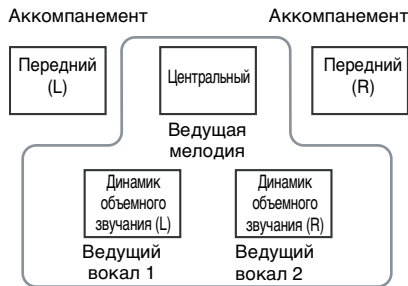 Аккомпанемент
Аккомпанемент
Передний
(L)
Центральный
Передний
(R)
Ведущая
мелодия
Динамик
объемного
звучания (L)
Динамик
объемного
звучания (R)
Ведущий
вокал 1
Ведущий
вокал 2